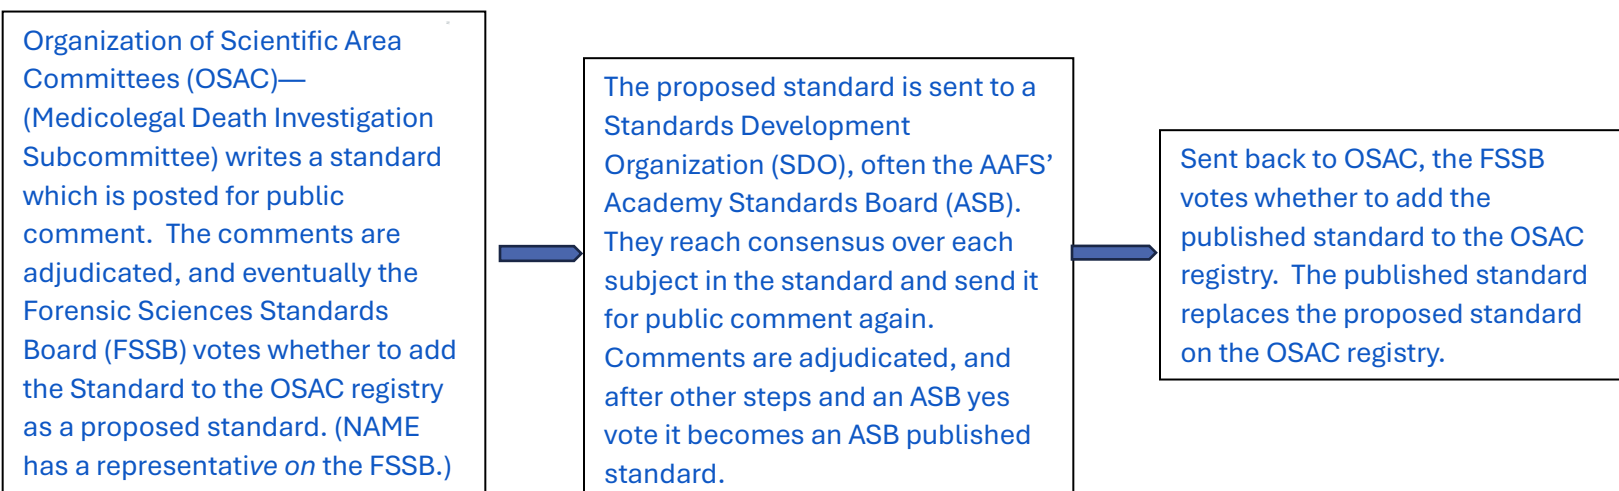 Organization of Scientific Area
Committees (OSAC)—
(Medicolegal Death Investigation
Subcommittee) writes a standard
which is posted for public
comment.  The comments are
adjudicated, and eventually the
Forensic Sciences Standards
Board (FSSB) votes whether to add
the Standard to the OSAC registry
as a proposed standard. (NAME
has a representative on the FSSB.)
The proposed standard is sent to a
Standards Development
Organization (SDO), often the AAFS’
Academy Standards Board (ASB).
They reach consensus over each
subject in the standard and send it
for public comment again.
Comments are adjudicated, and
after other steps and an ASB yes
vote it becomes an ASB published
standard.
Sent back to OSAC, the FSSB
votes whether to add the
published standard to the OSAC
registry.  The published standard
replaces the proposed standard
on the OSAC registry.